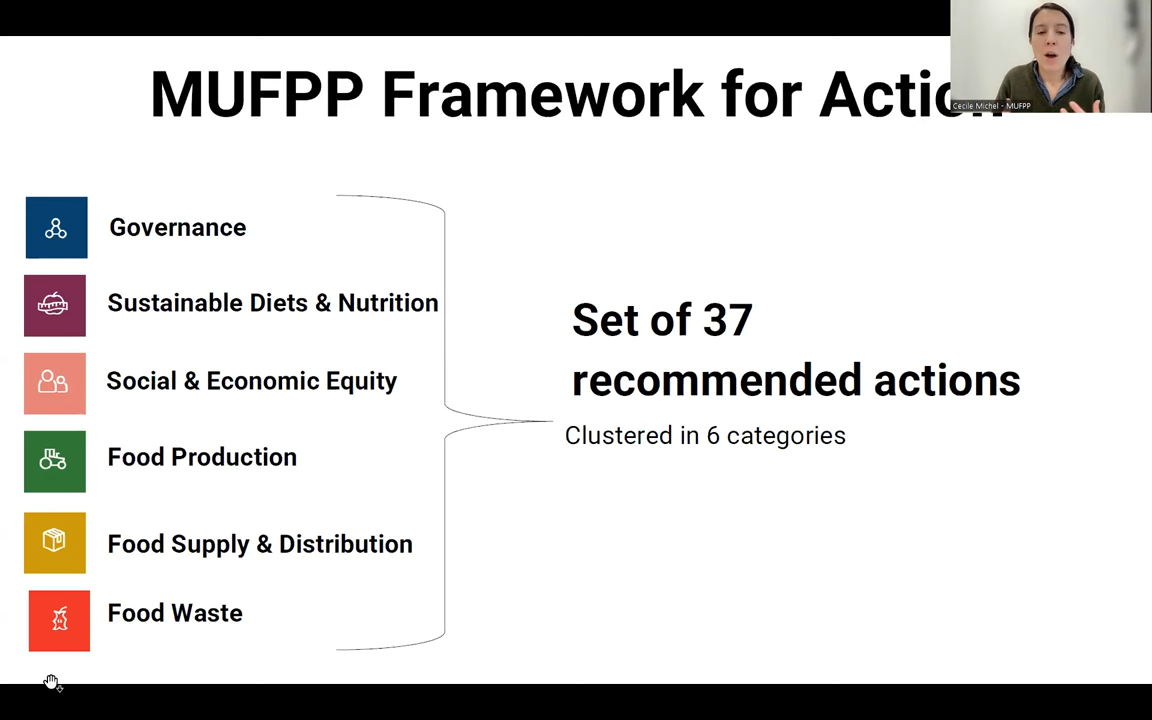 MUFPP Framework for Action
Cecile Michel - MUFPP
Governance
Sustainable Diets & Nutrition
Social & Economic Equity
Food Production
Food Supply & Distribution
Food Waste
Set of 37
recommended actions
Clustered in 6 categories